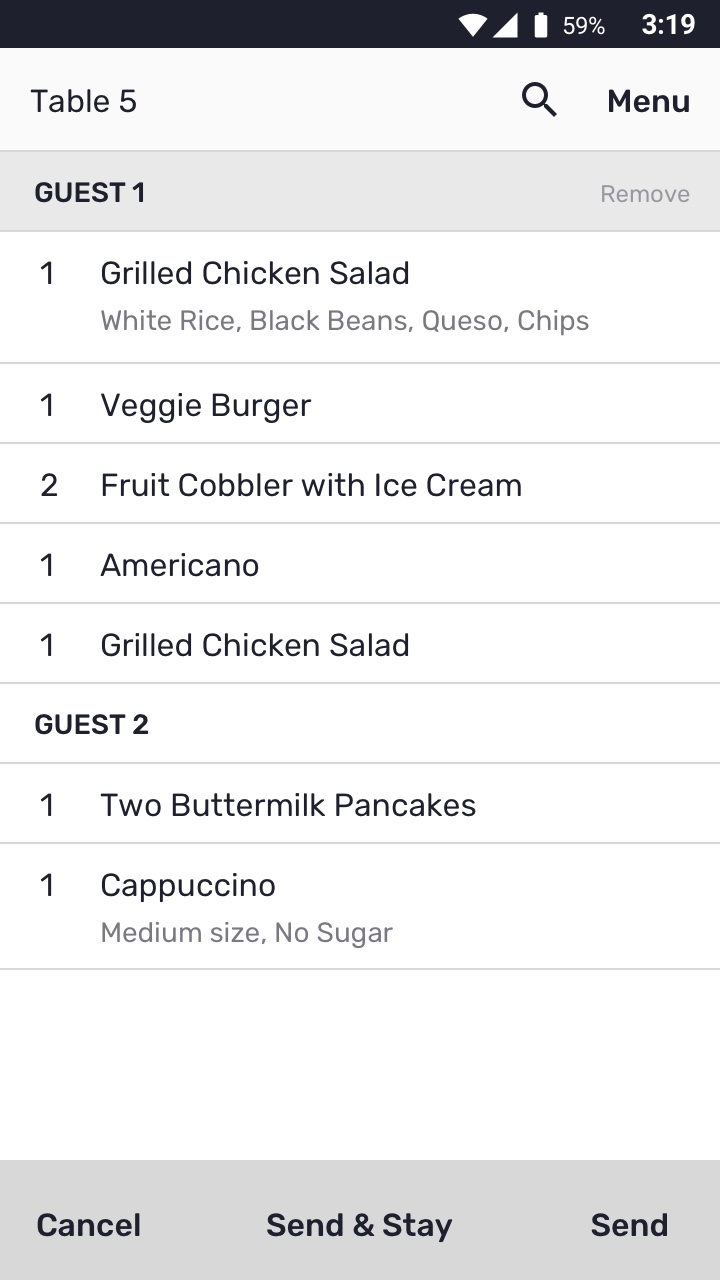 59% 3:19
Table 5 Menu
GUEST 1 Remove
1 Grilled Chicken Salad
White Rice, Black Beans, Queso, Chips
1 Veggie Burger
2 Fruit Cobbler with Ice Cream
1 Americano
1 Grilled Chicken Salad
GUEST 2
1 Two Buttermilk Pancakes
1 Cappuccino
Medium size, No Sugar
Cancel Send & Stay Send